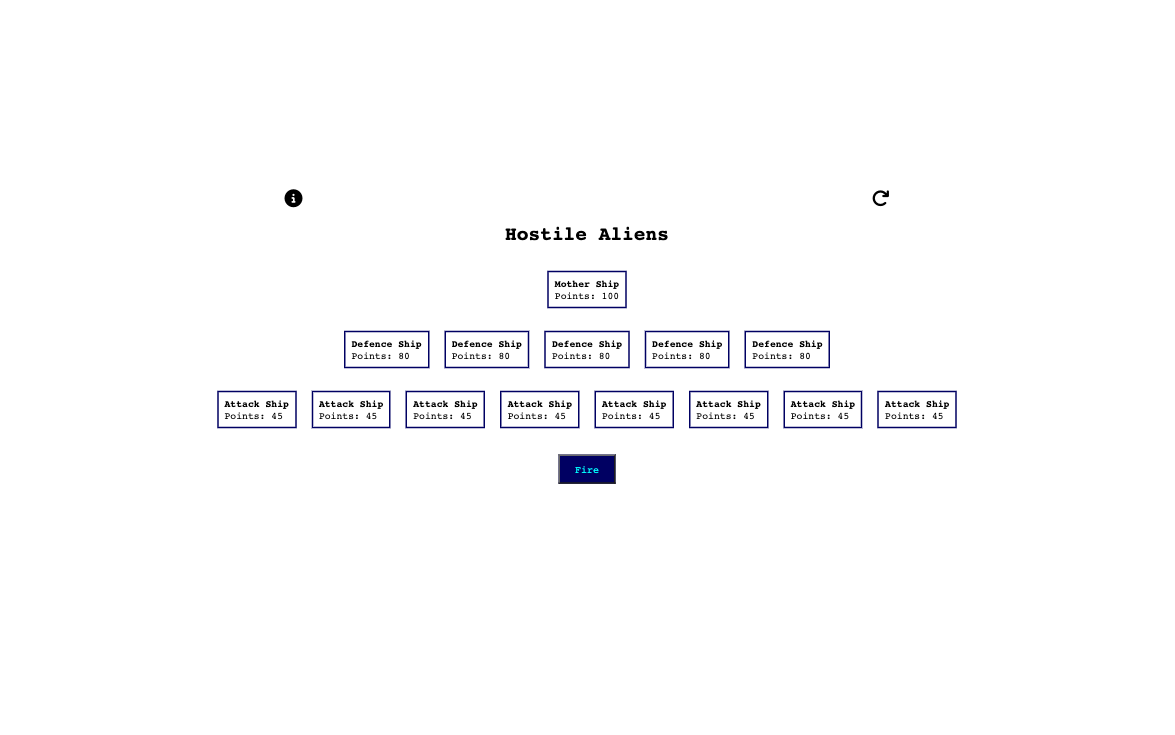 Hostile Aliens
Mother Ship
Points: 100
Defence Ship Defence Ship Defence Ship Defence Ship Defence Ship
Points: 80 Points: 80 Points: 80 Points: 80 Points: 80
Attack Ship Attack Ship Attack Ship Attack Ship Attack Ship Attack Ship Attack Ship Attack Ship
Points: 45 Points: 45 Points: 45 Points: 45 Points: 45 Points: 45 Points: 45 Points: 45
Fire